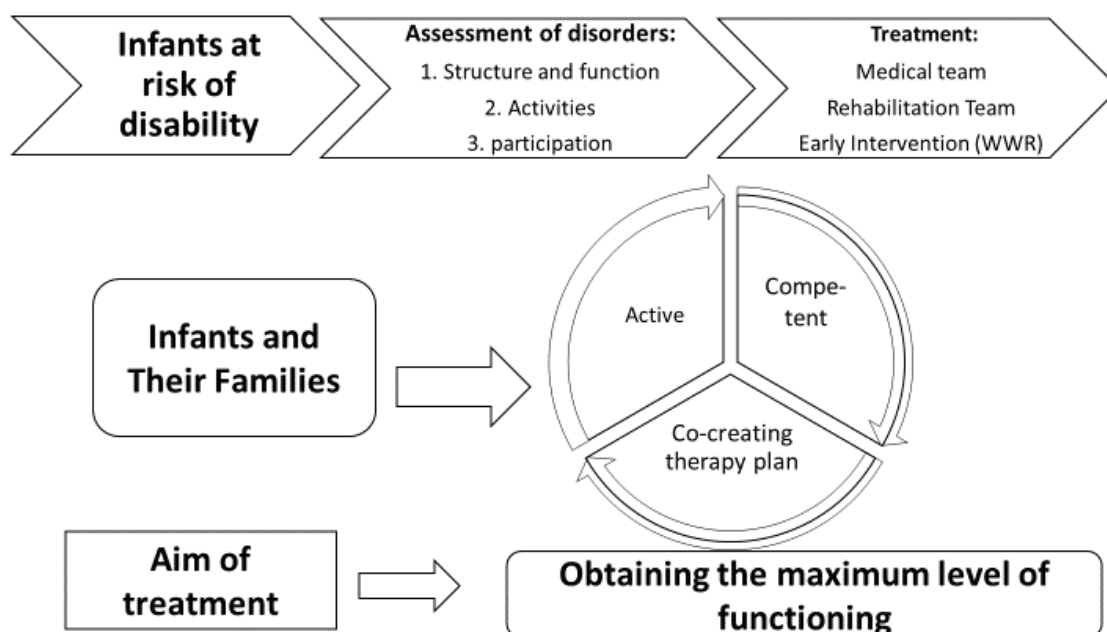 Infants at
risk of
disability
Assessment of disorders:
1. Structure and function
2. Activities
3. participation
Treatment:
Medical team
Rehabilitation Team
Early Intervention (WWR)
Infants and
Their Families
Active
Compe-
tent
Co-creating
therapy plan
Aim of
treatment
Obtaining the maximum level of
functioning